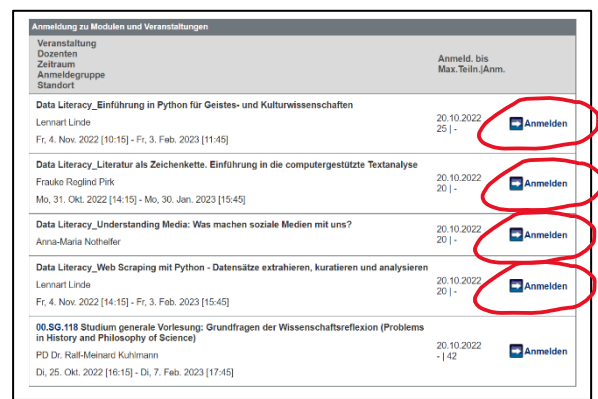 Anmeldung zu Modulen und Veranstaltungen
Veranstaltung
Dozenten
Zeitraum
Anmeldegruppe
Standort
Anmeld. bis
Max.Teiln.|Anm.
Data Literacy_Einführung in Python für Geistes- und Kulturwissenschaften
Lennart Linde
Fr, 4. Nov. 2022 [10:15] - Fr, 3. Feb. 2023 [11:45]
20.10.2022
25 | -
Anmelden
Data Literacy_Literatur als Zeichenkette. Einführung in die computergestützte Textanalyse
Frauke Reglind Pirk
Mo, 31. Okt. 2022 [14:15] - Mo, 30. Jan. 2023 [15:45]
20.10.2022
20 | -
Anmelden
Data Literacy_Understanding Media: Was machen soziale Medien mit uns?
Anna-Maria Nothelfer
20.10.2022
20 | -
Anmelden
Data Literacy_Web Scraping mit Python - Datensätze extrahieren, kuratieren und analysieren
Lennart Linde
Fr, 4. Nov. 2022 [14:15] - Fr, 3. Feb. 2023 [15:45]
20.10.2022
20 | -
Anmelden
00.SG.118 Studium generale Vorlesung: Grundfragen der Wissenschaftsreflexion (Problems
in History and Philosophy of Science)
PD Dr. Ralf-Meinard Kuhlmann
Di, 25. Okt. 2022 [16:15] - Di, 7. Feb. 2023 [17:45]
20.10.2022
- | 42
Anmelden